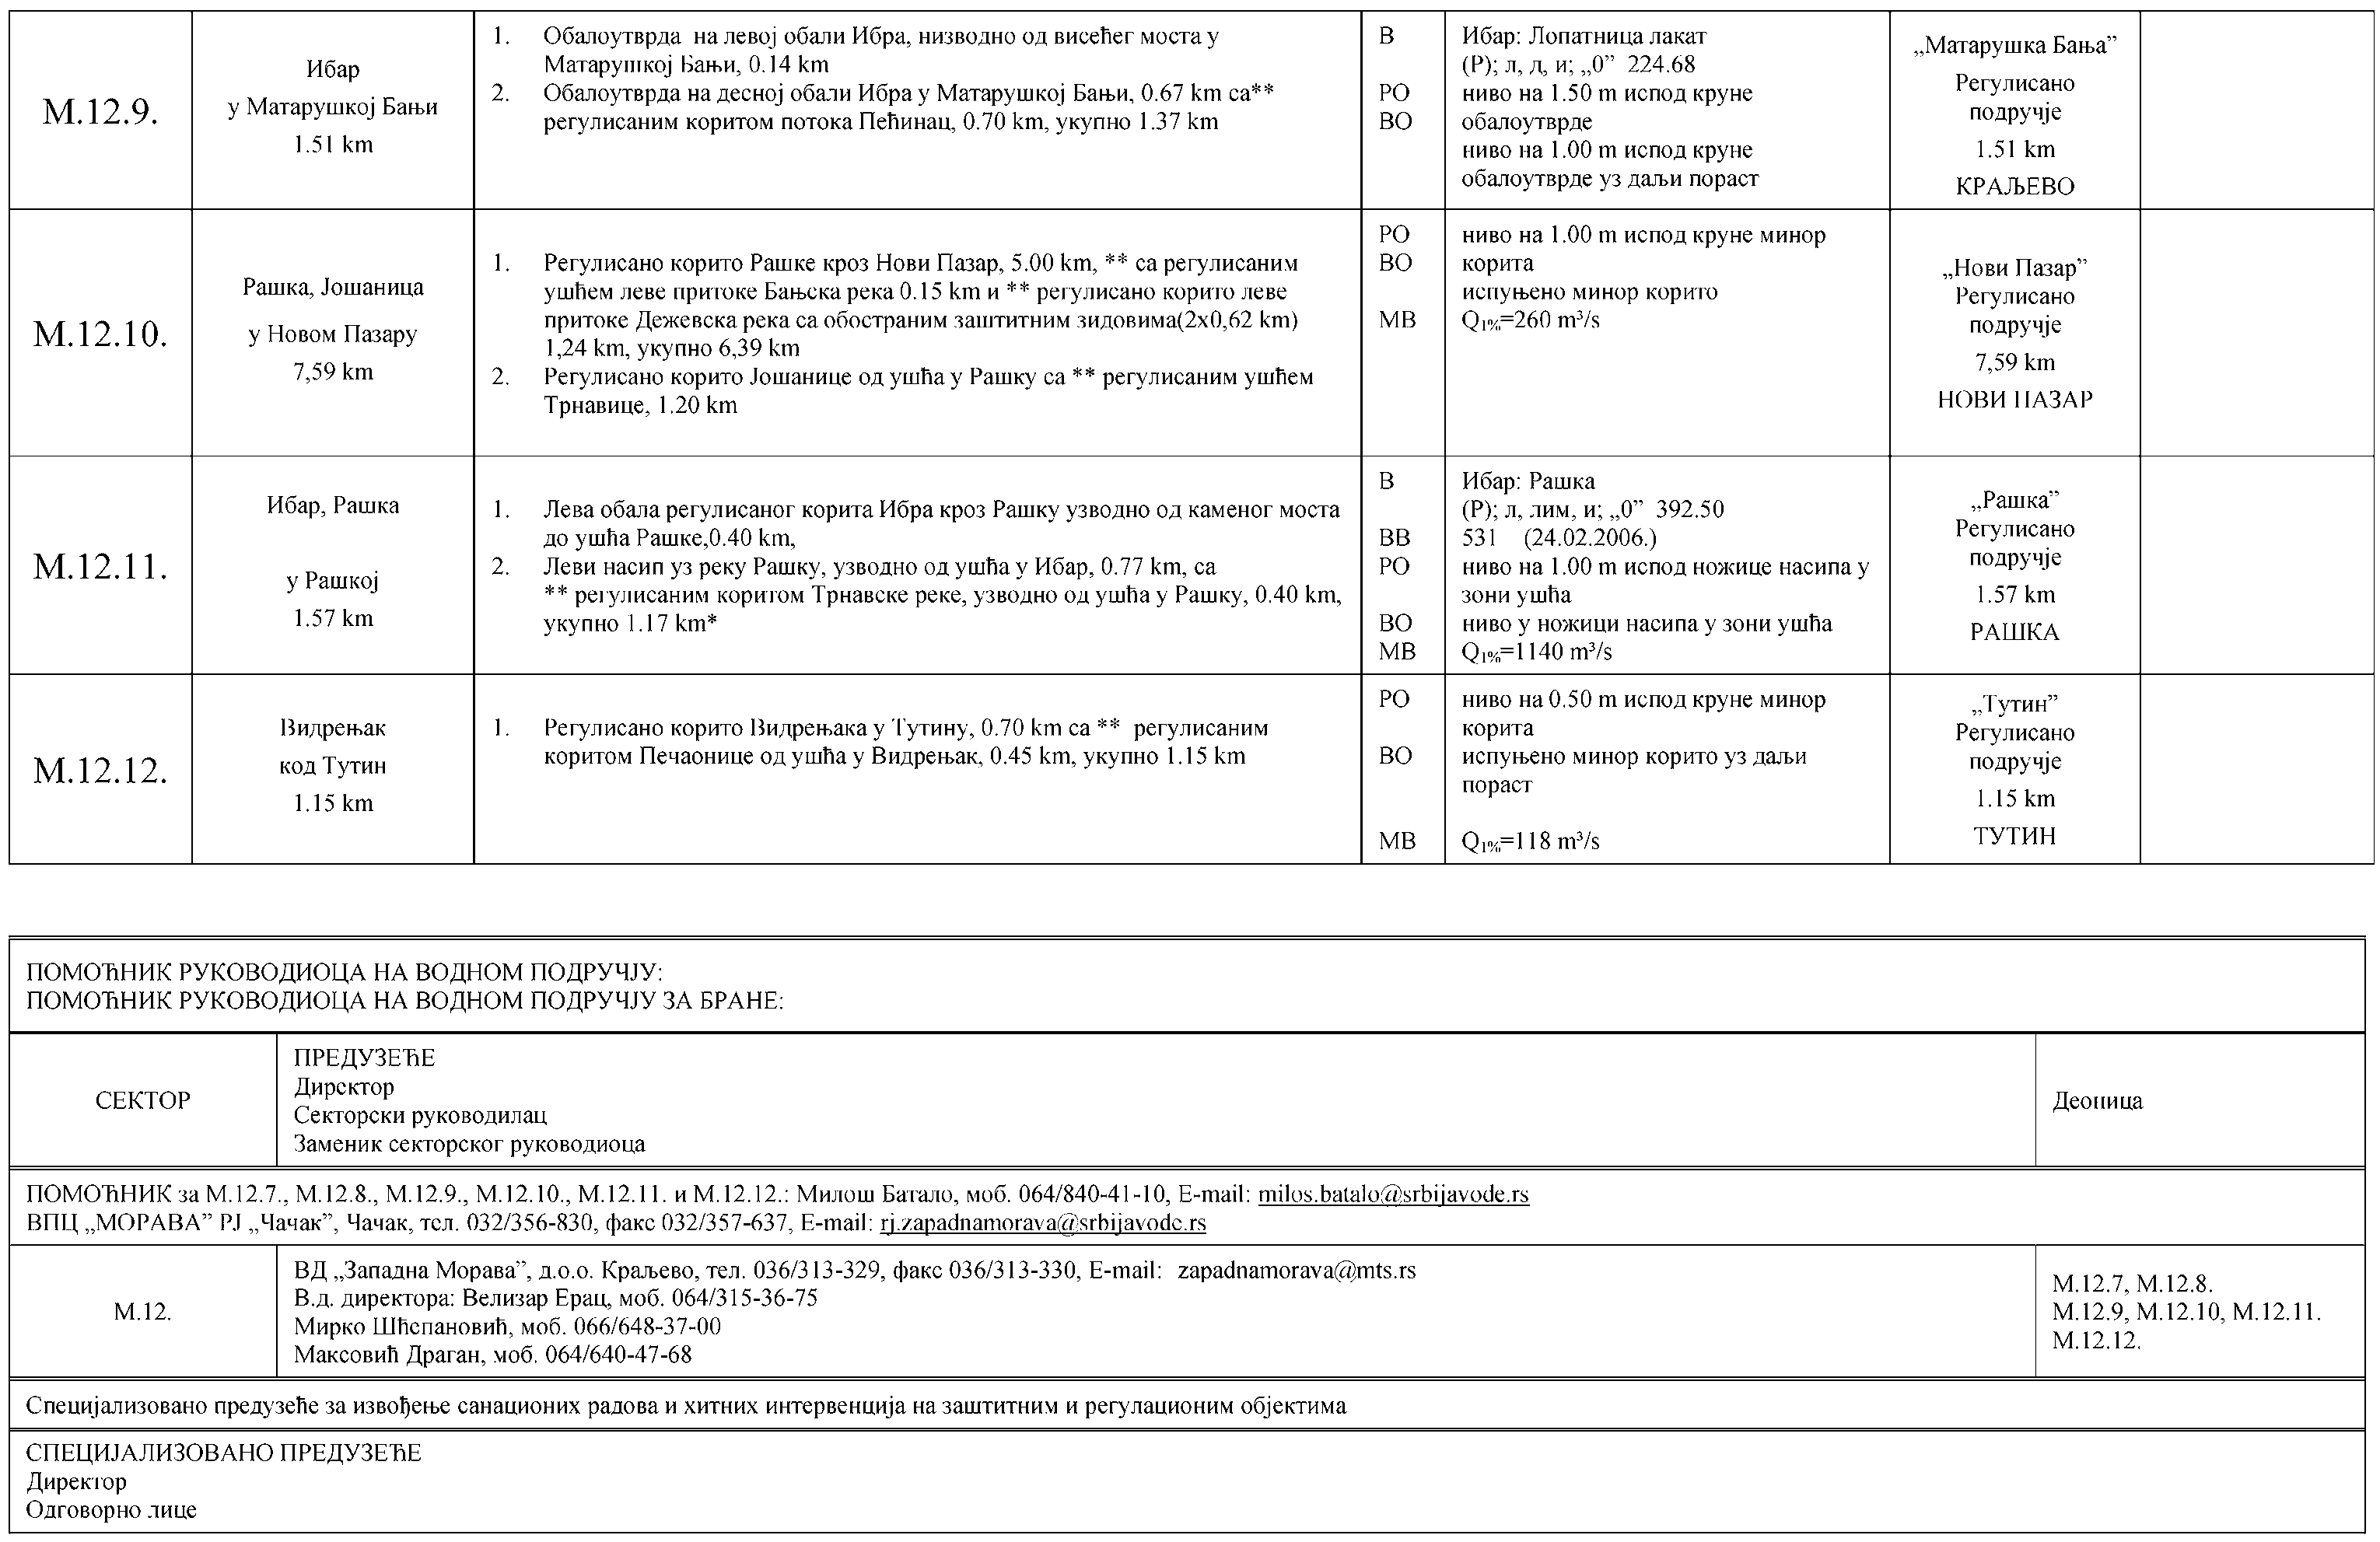 М.12.9.
Ибар
у Матарушкој Бањи
1.51 km
1. Обалоутврда на левој обали Ибра, низводно од висећег моста у
Матарушкој Бањи, 0.14 km
2. Обалоутврда на десној обали Ибра у Матарушкој Бањи, 0.67 km са**
регулисаним коритом потока Пећинац, 0.70 km, укупно 1.37 km
В
РО
ВО
Ибар: Лопатница лакат
(Р); л, д, и; „0” 224.68
ниво на 1.50 m испод круне
обалоутврде
ниво на 1.00 m испод круне
обалоутврде уз даљи пораст
„Матарушка Бања”
Регулисано
подручје
1.51 km
КРАЉЕВО
М.12.10.
Рашка, Јошаница
у Новом Пазару
7,59 km
1. Регулисано корито Рашке кроз Нови Пазар, 5.00 km, ** са регулисаним
ушћем леве притоке Бањска река 0.15 km и ** регулисано корито леве
притоке Дежевска река са обостраним заштитним зидовима(2x0,62 km)
1,24 km, укупно 6,39 km
2. Регулисано корито Јошанице од ушћа у Рашку са ** регулисаним ушћем
Трнавице, 1.20 km
РО
ВО
МВ
ниво на 1.00 m испод круне минор
корита
испуњено минор корито
Q1%=260 m³/s
„Нови Пазар”
Регулисано
подручје
7,59 km
НОВИ ПАЗАР
М.12.11.
Ибар, Рашка
у Рашкој
1.57 km
1. Лева обала регулисаног корита Ибра кроз Рашку узводно од каменог моста
до ушћа Рашке,0.40 km,
2. Леви насип уз реку Рашку, узводно од ушћа у Ибар, 0.77 km, са
** регулисаним коритом Трнавске реке, узводно од ушћа у Рашку, 0.40 km,
укупно 1.17 km*
В
ВВ
РО
ВО
МВ
Ибар: Рашка
(Р); л, лим, и; „0” 392.50
531 (24.02.2006.)
ниво на 1.00 m испод ножице насипа у
зони ушћа
ниво у ножици насипа у зони ушћа
Q1%=1140 m³/s
„Рашка”
Регулисано
подручје
1.57 km
РАШКА
М.12.12.
Видрењак
код Тутин
1.15 km
1. Регулисано корито Видрењака у Тутину, 0.70 km са ** регулисаним
коритом Печаонице од ушћа у Видрењак, 0.45 km, укупно 1.15 km
РО
ВО
МВ
ниво на 0.50 m испод круне минор
корита
испуњено минор корито уз даљи
пораст
Q1%=118 m³/s
„Тутин”
Регулисано
подручје
1.15 km
ТУТИН
ПОМОЋНИК РУКОВОДИОЦА НА ВОДНОМ ПОДРУЧЈУ:
ПОМОЋНИК РУКОВОДИОЦА НА ВОДНОМ ПОДРУЧЈУ ЗА БРАНЕ:
СЕКТОР
ПРЕДУЗЕЋЕ
Директор
Секторски руководилац
Заменик секторског руководиоца
Деоница
ПОМОЋНИК за М.12.7., М.12.8., М.12.9., М.12.10., М.12.11. и М.12.12.: Милош Батало, моб. 064/840-41-10, E-mail: milos.batalo@srbijavode.rs
ВПЦ „МОРАВА” РЈ „Чачак”, Чачак, тел. 032/356-830, факс 032/357-637, E-mail: rj.zapadnamorava@srbijavode.rs
М.12.
ВД „Западна Морава”, д.о.о. Краљево, тел. 036/313-329, факс 036/313-330, E-mail: zapadnamorava@mts.rs
В.д. директора: Велизар Ерац, моб. 064/315-36-75
Мирко Шћепановић, моб. 066/648-37-00
Максовић Драган, моб. 064/640-47-68
М.12.7, М.12.8.
М.12.9, М.12.10, М.12.11.
М.12.12.
Специјализовано предузеће за извођење санационих радова и хитних интервенција на заштитним и регулационим објектима
СПЕЦИЈАЛИЗОВАНО ПРЕДУЗЕЋЕ
Директор
Одговорно лице